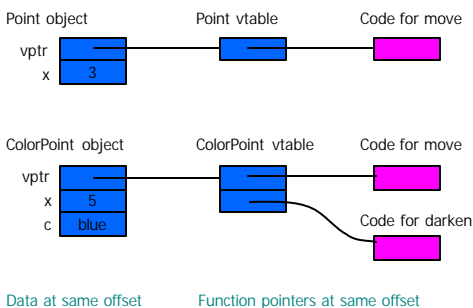 Point object Point vtable Code for move
vptr
x 3
ColorPoint object ColorPoint vtable Code for move
vptr
x 5
c blue
Code for darken
Data at same offset Function pointers at same offset